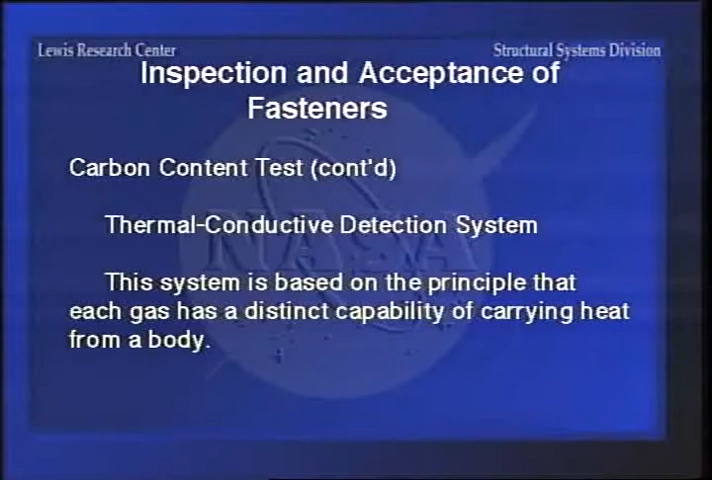 Lewis Research Center
Structural Systems Division
Inspection and Acceptance of
Fasteners
Carbon Content Test (cont'd)
Thermal-Conductive Detection System
This system is based on the principle that
each gas has a distinct capability of carrying heat
from a body.
NASA